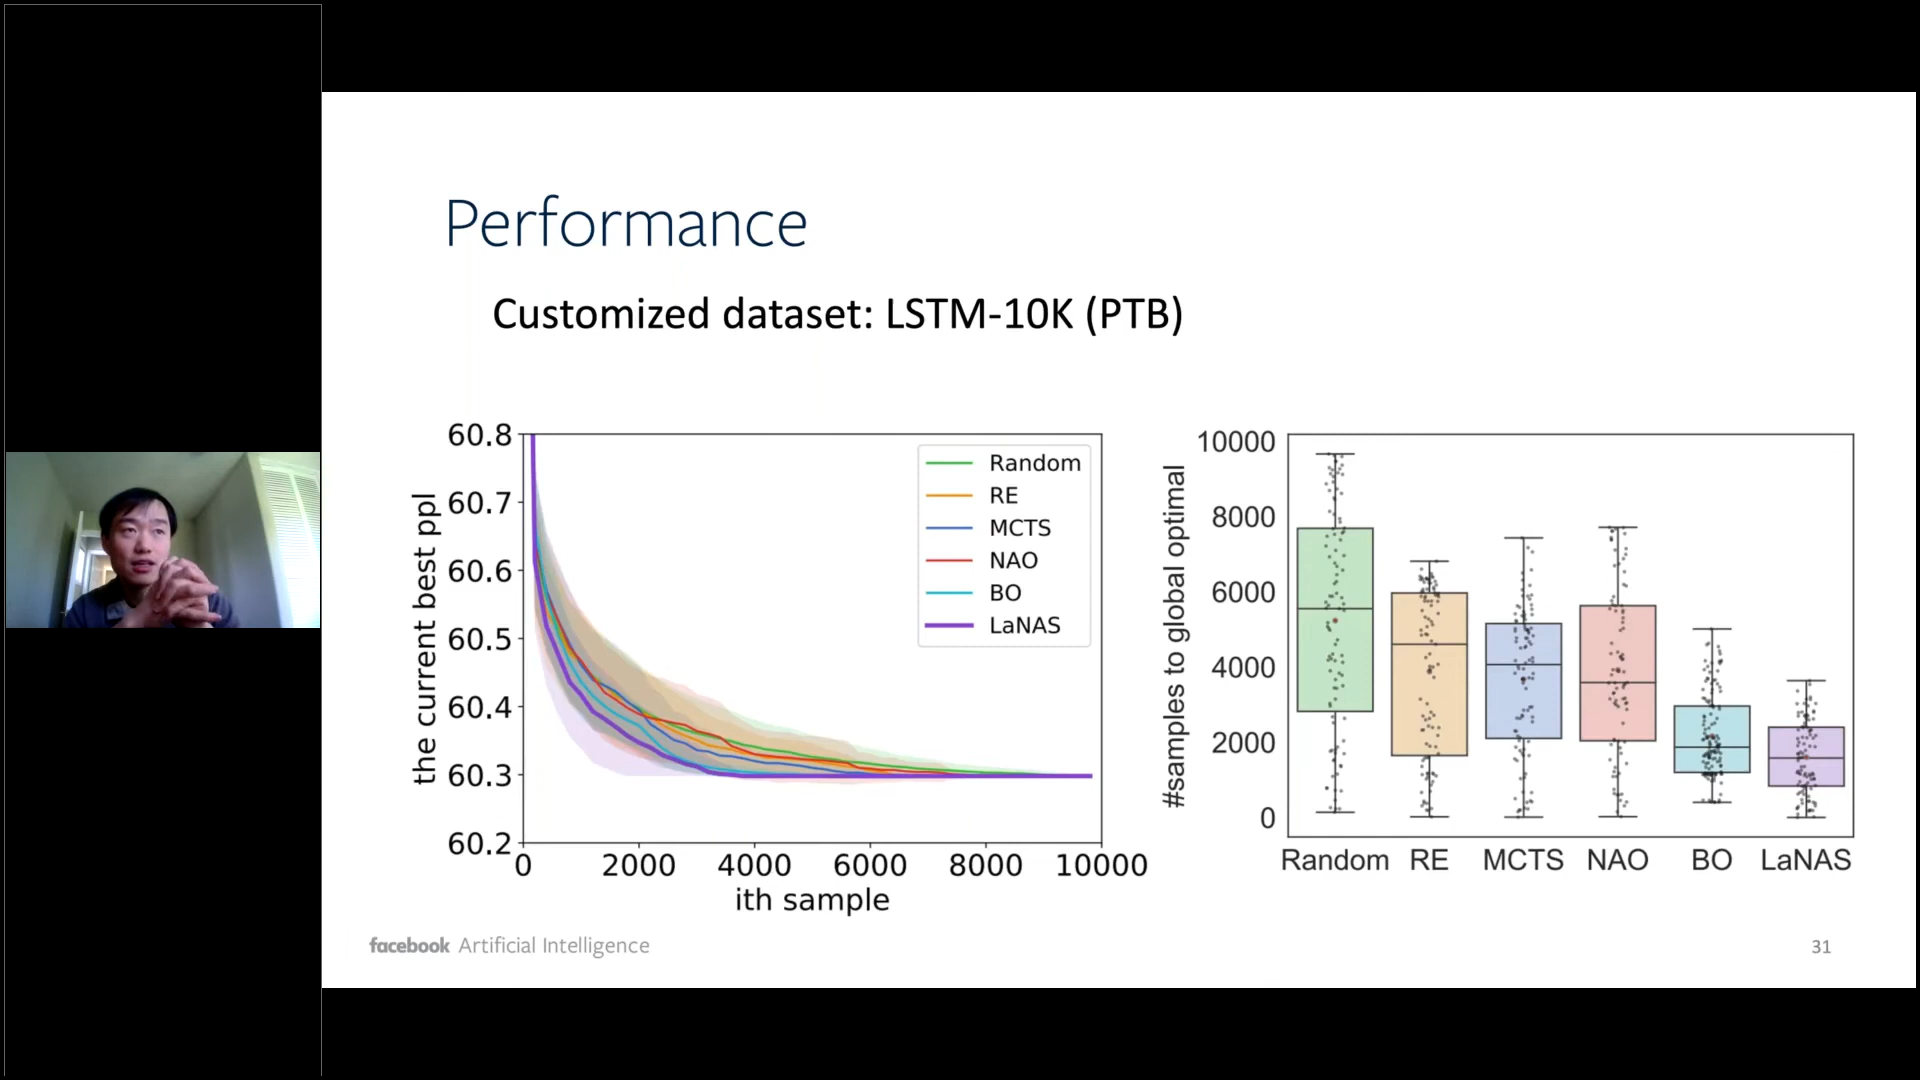 Performance
Customized dataset: LSTM-10K (PTB)
the current best ppl
60.8
60.7
60.6
60.5
60.4
60.3
60.2
0 2000 4000 6000 8000 10000
ith sample
Random
RE
MCTS
NAO
BO
LaNAS
#samples to global optimal
10000
8000
6000
4000
2000
0
Random RE MCTS NAO BO LaNAS
facebook Artificial Intelligence
31